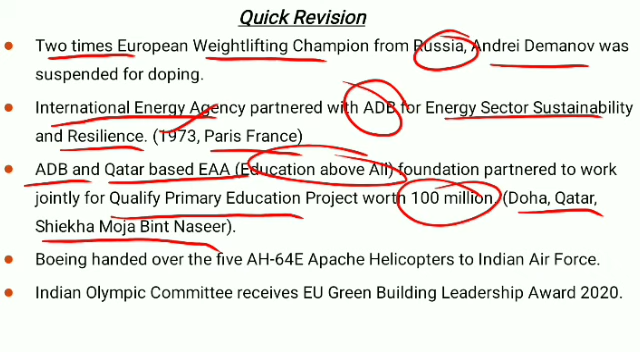 Quick Revision
Two times European Weightlifting Champion from Russia, Andrei Demanov was
suspended for doping.
International Energy Agency partnered with ADB for Energy Sector Sustainability
and Resilience. (1973, Paris France)
ADB and Qatar based EAA (Education above All) foundation partnered to work
jointly for Qualify Primary Education Project worth 100 million. (Doha, Qatar,
Shiekha Moja Bint Naseer).
Boeing handed over the five AH-64E Apache Helicopters to Indian Air Force.
Indian Olympic Committee receives EU Green Building Leadership Award 2020.